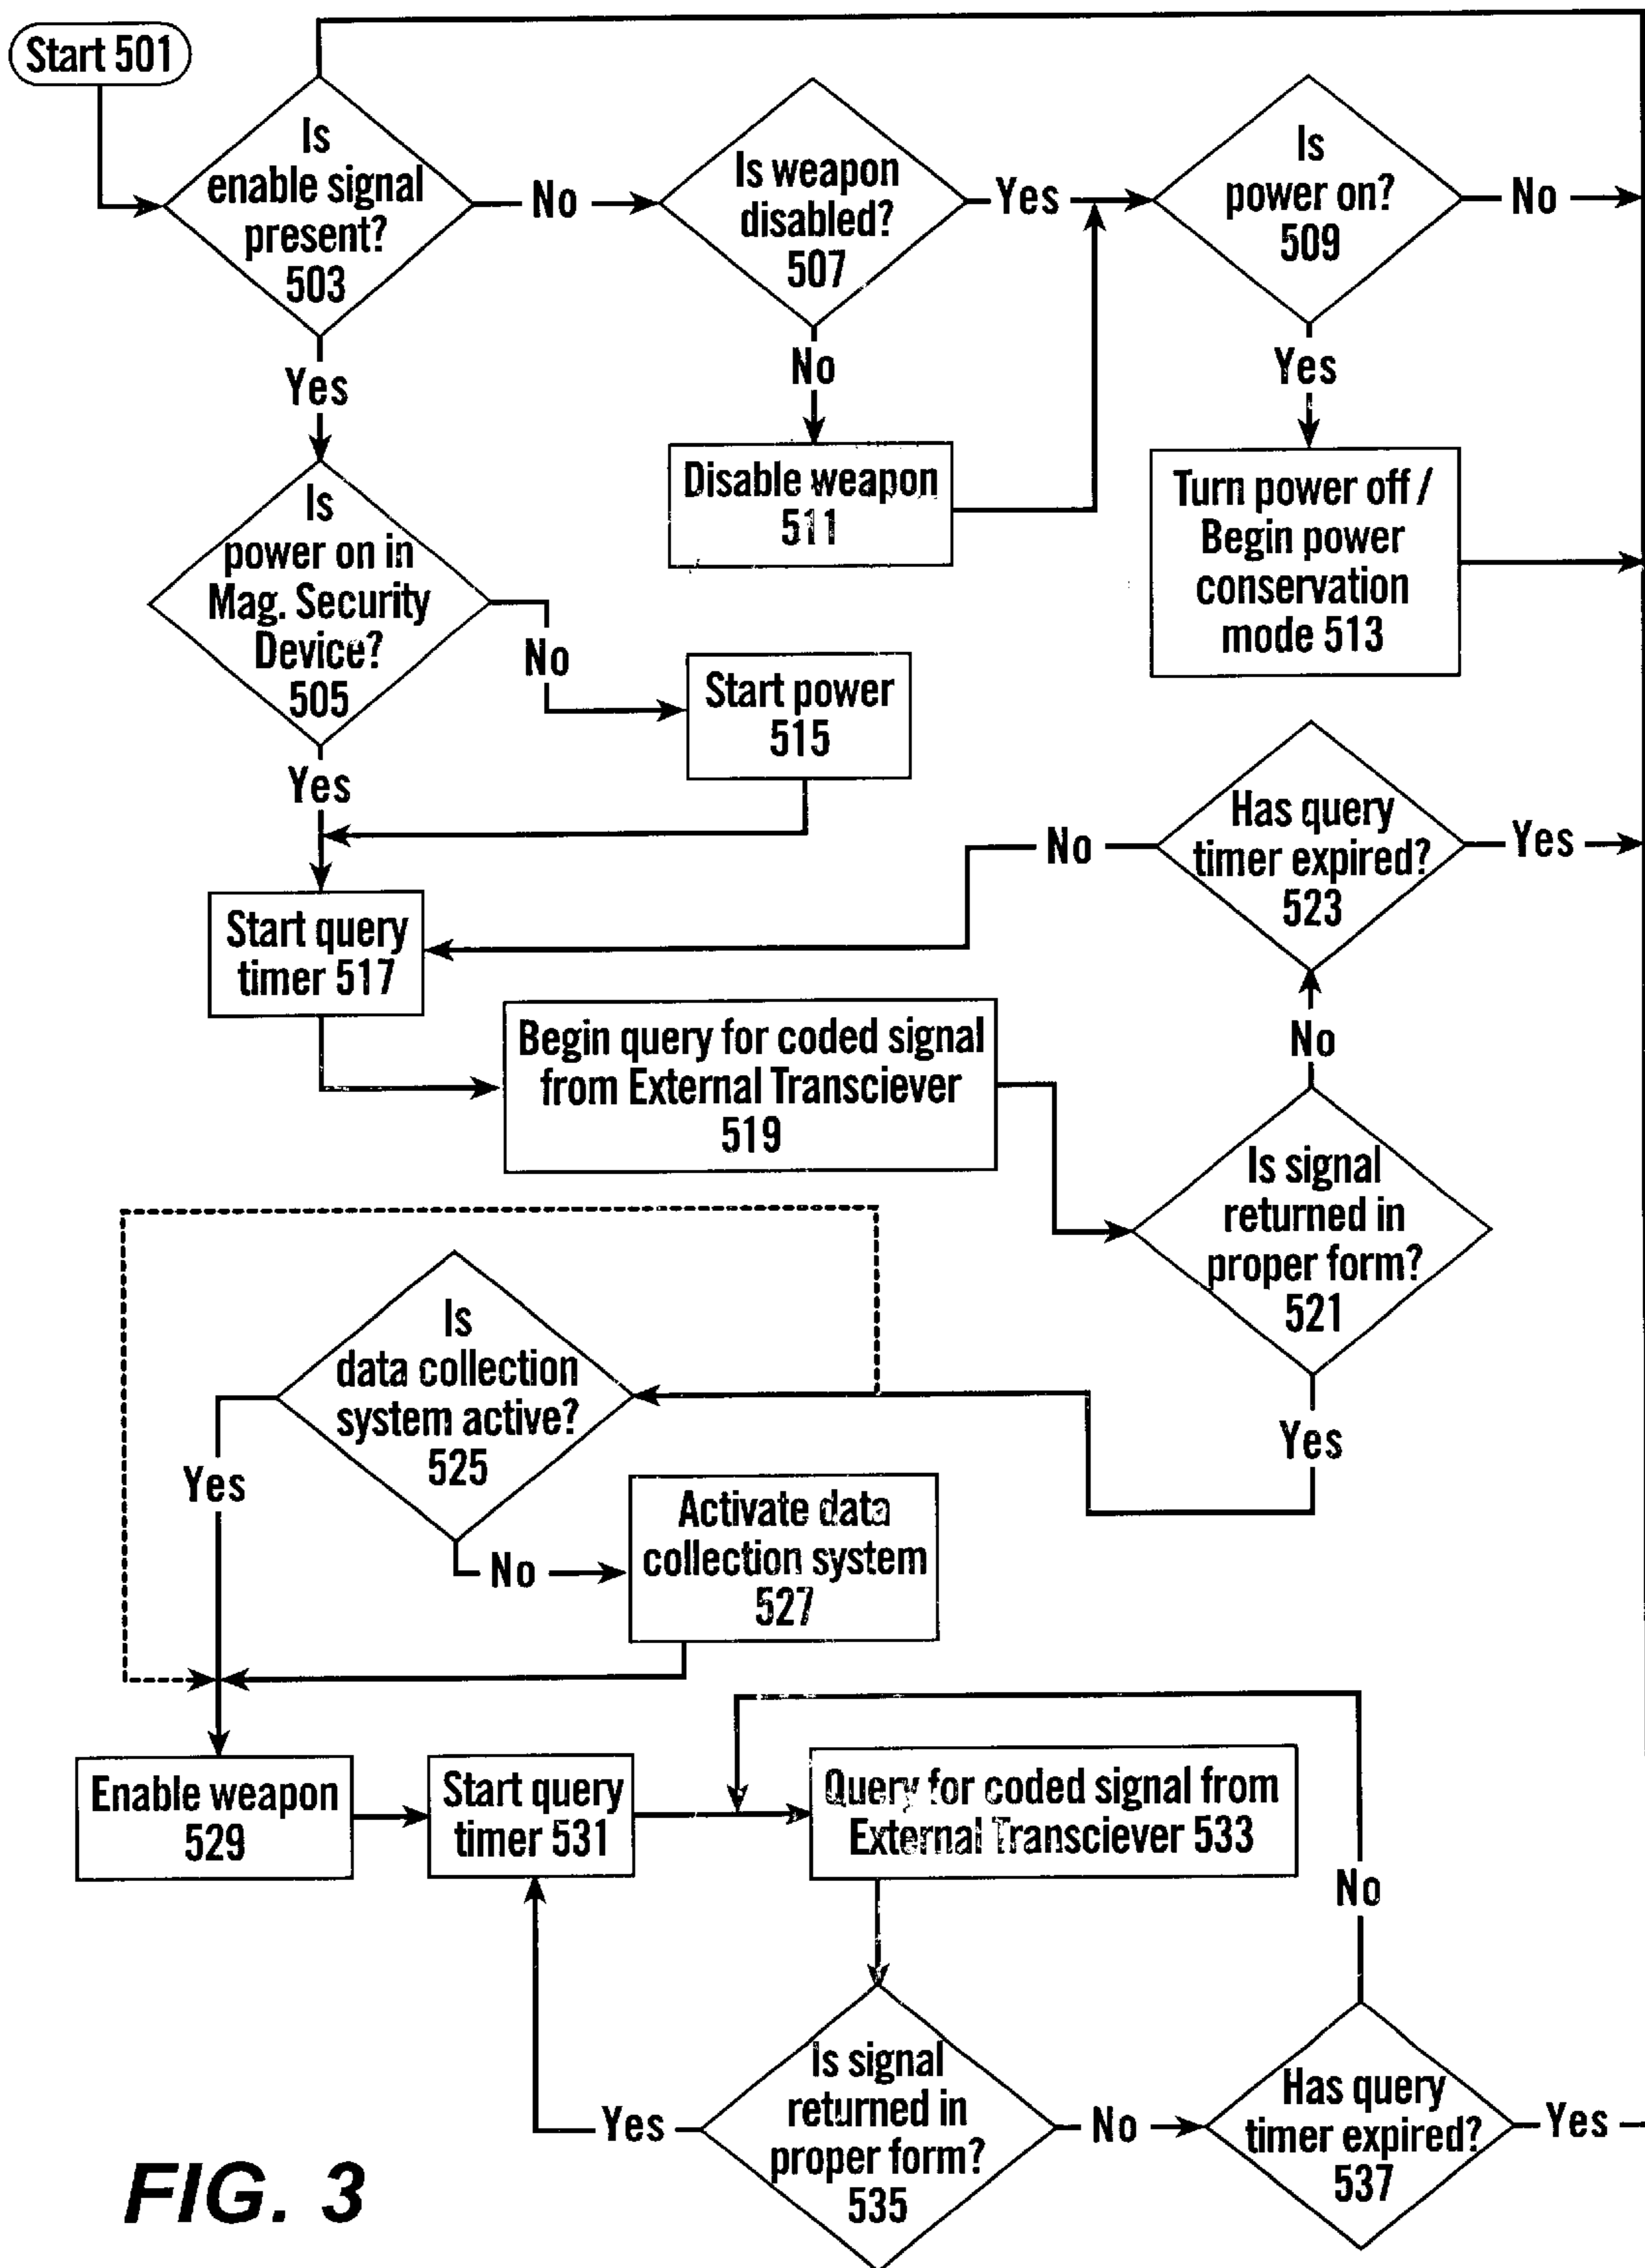 Start 501
Is
enable signal
present?
503
No
Is weapon
disabled?
507
Yes
Is
power on?
509
No
Yes
No
Yes
Disable weapon
511
Turn power off /
Begin power
conservation
mode 513
Is
power on in
Mag. Security
Device?
505
No
Start power
515
Yes
Has query
timer expired?
523
No
Yes
Start query
timer 517
Begin query for coded signal
from External Transciever
519
No
Is signal
returned in
proper form?
521
Yes
Is
data collection
system active?
525
Yes
No
Activate data
collection system
527
Enable weapon
529
Start query
timer 531
Query for coded signal from
External Transciever 533
No
Is signal
returned in
proper form?
535
Yes
No
Has query
timer expired?
537
Yes
FIG. 3